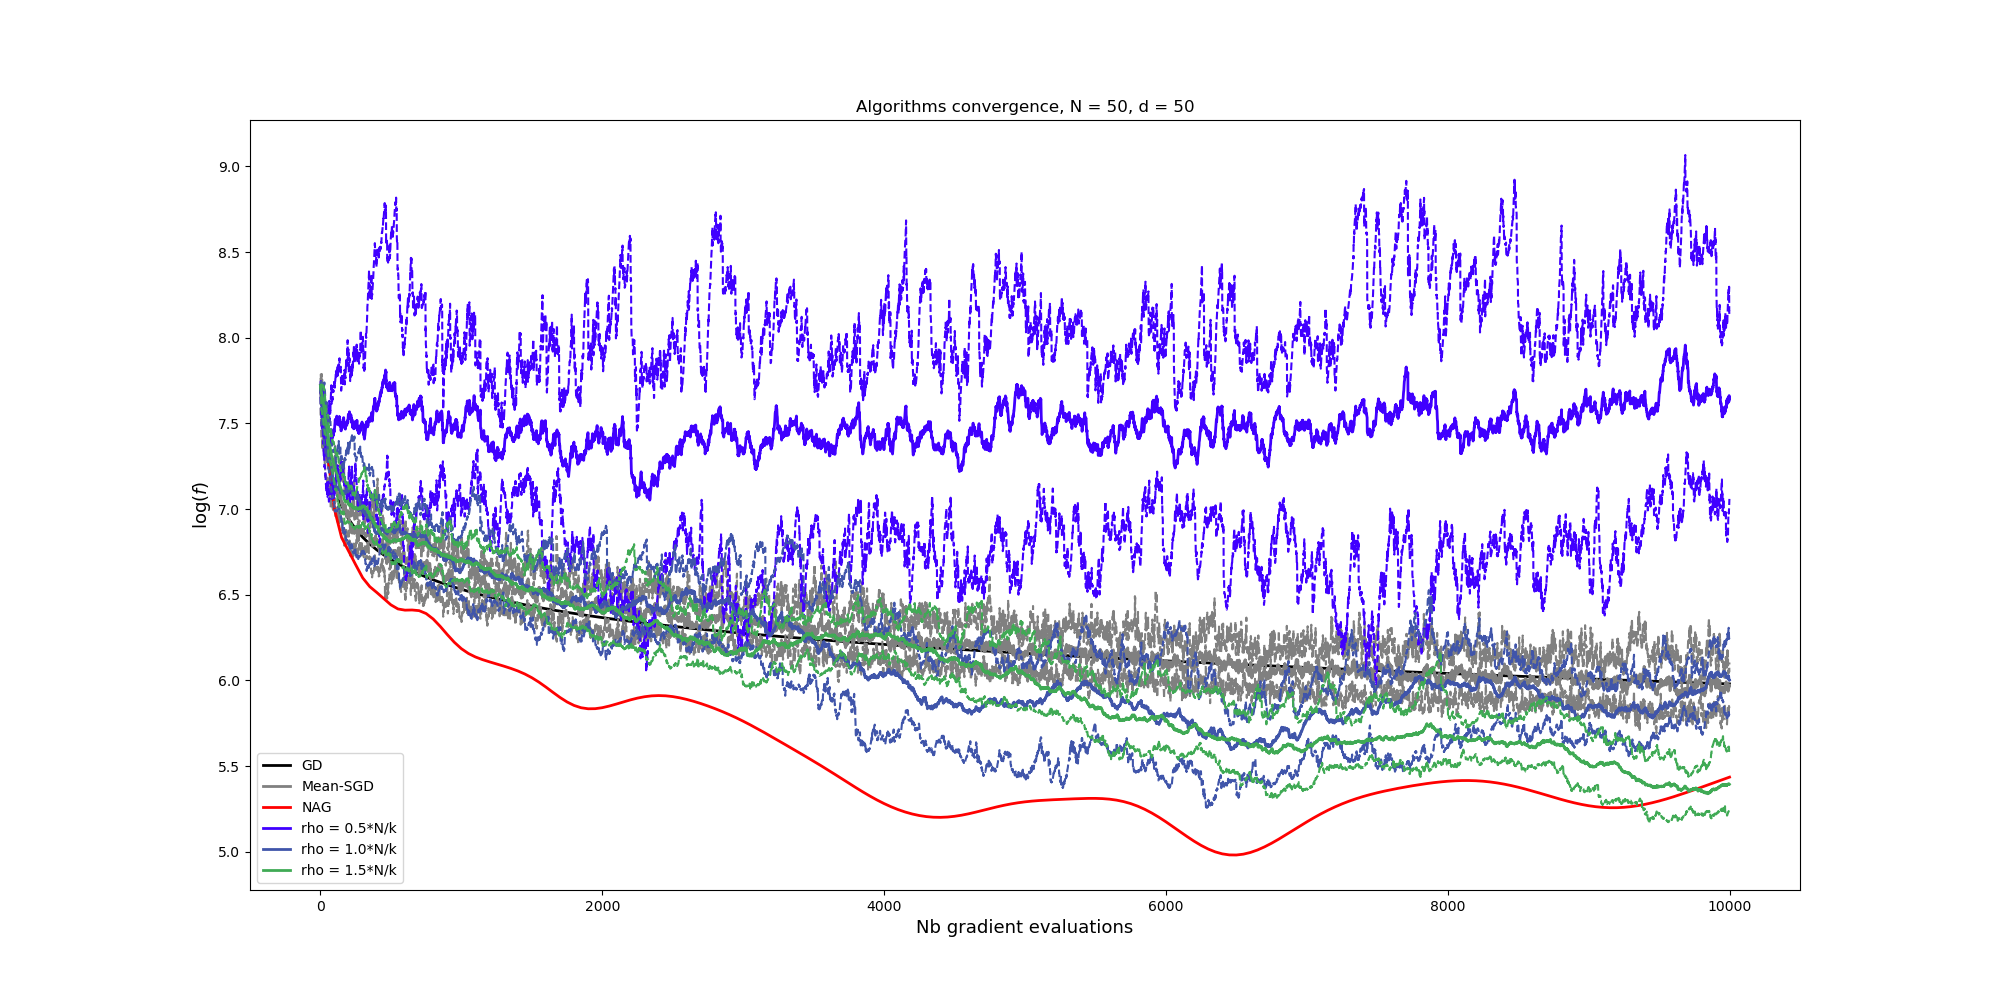 Algorithms convergence, N = 50, d = 50
log(f)
9.0
8.5
8.0
7.5
7.0
6.5
6.0
5.5
5.0
GD
Mean-SGD
NAG
rho = 0.5*N/k
rho = 1.0*N/k
rho = 1.5*N/k
0 2000 4000 6000 8000 10000
Nb gradient evaluations